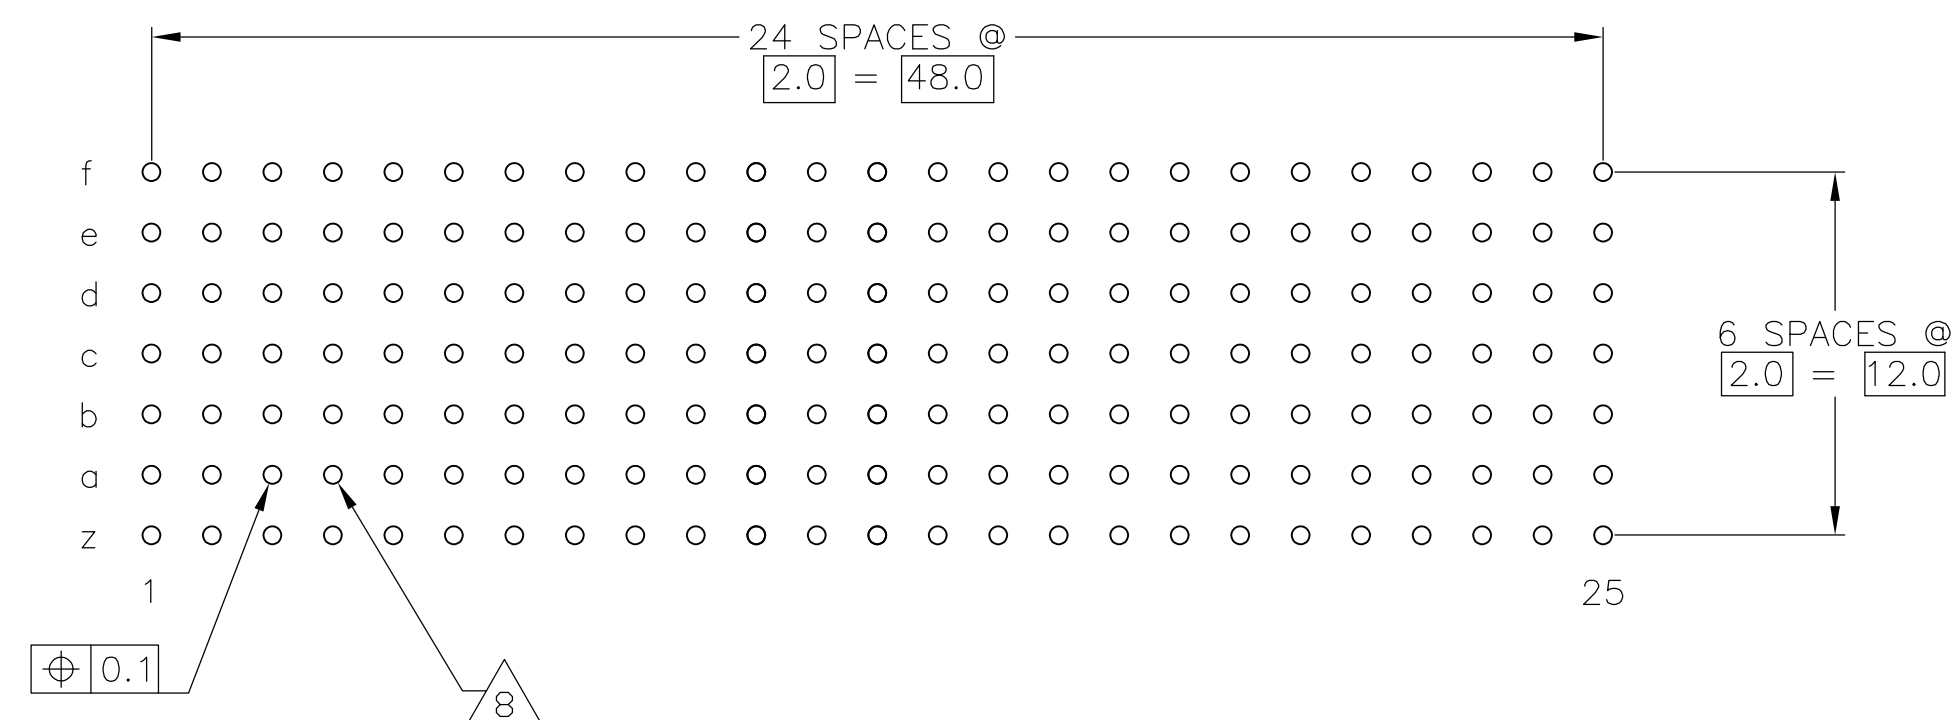 24 SPACES @
2.0 = 48.0
f
e
d
c
6 SPACES @
2.0 = 12.0
b
a
z
1
25
⌖ 0.1
8